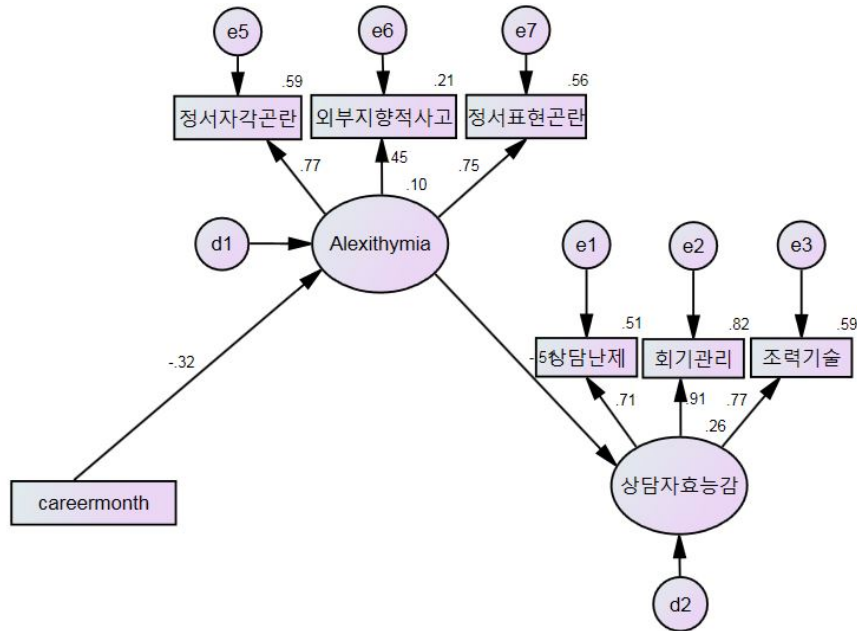 e5
e6
e7
.59
.21
.56
정서자각곤란
외부지향적사고
정서표현곤란
.77
45
.75
.10
d1
Alexithymia
e1
e2
e3
-.32
.51
.82
.59
상담난제
회기관리
조력기술
.71
.91
.77
.26
careermonth
상담자효능감
d2